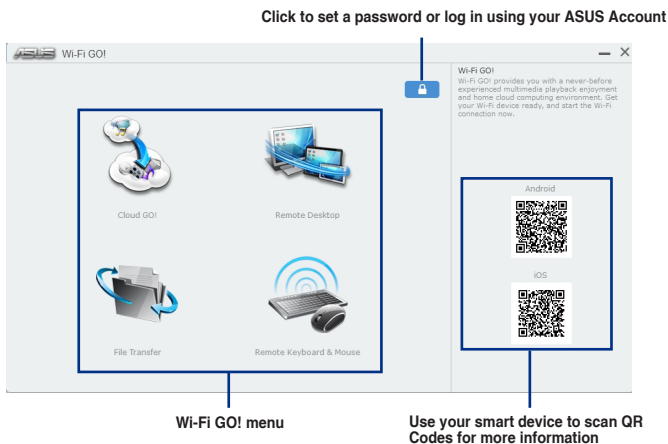 Click to set a password or log in using your ASUS Account
ASUS Wi-Fi GO!
Wi-Fi GO!
Wi-Fi GO! provides you with a never-before
experienced multimedia playback enjoyment
and home cloud computing environment. Get
your Wi-Fi device ready, and start the Wi-Fi
connection now.
Cloud GO!
Remote Desktop
Android
iOS
File Transfer
Remote Keyboard & Mouse
Wi-Fi GO! menu
Use your smart device to scan QR
Codes for more information